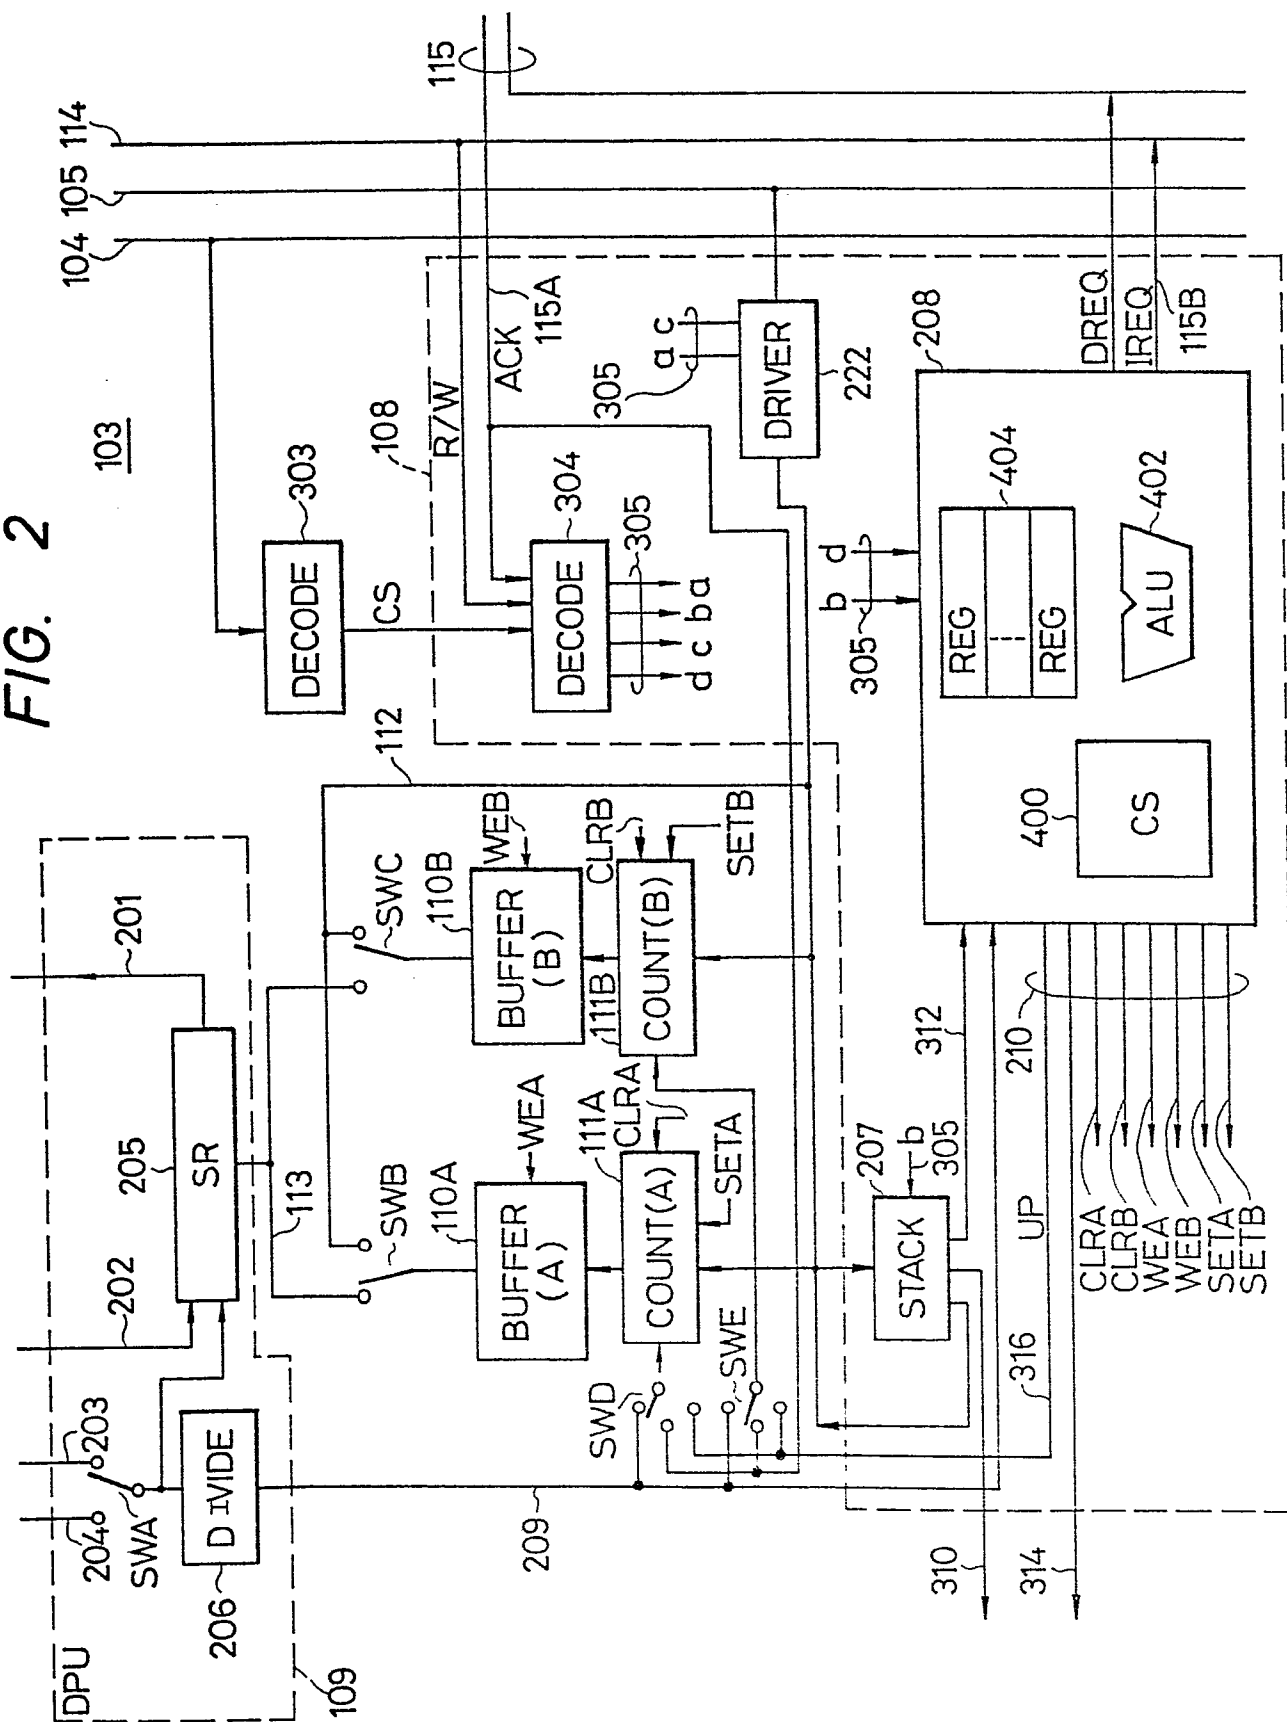 FIG. 2
103
104
105
114
115
DECODE
303
CS
108
R/W
ACK
115A
DECODE
304
305
d c b a
305
a c
DRIVER
222
DPU
109
204
203
SWA
D IVIDE
206
202
201
205
SR
113
209
112
SWB
SWC
110A
BUFFER
(A)
WEA
110B
BUFFER
(B)
WEB
111A
COUNT(A)
CLRA
SETA
111B
COUNT(B)
CLRB
SETB
SWD
SWE
207
STACK
b
305
312
310
314
316
UP
210
CLRA
CLRB
WEA
WEB
SETA
SETB
305
b d
208
REG
REG
404
ALU
402
400
CS
DREQ
IREQ
115B